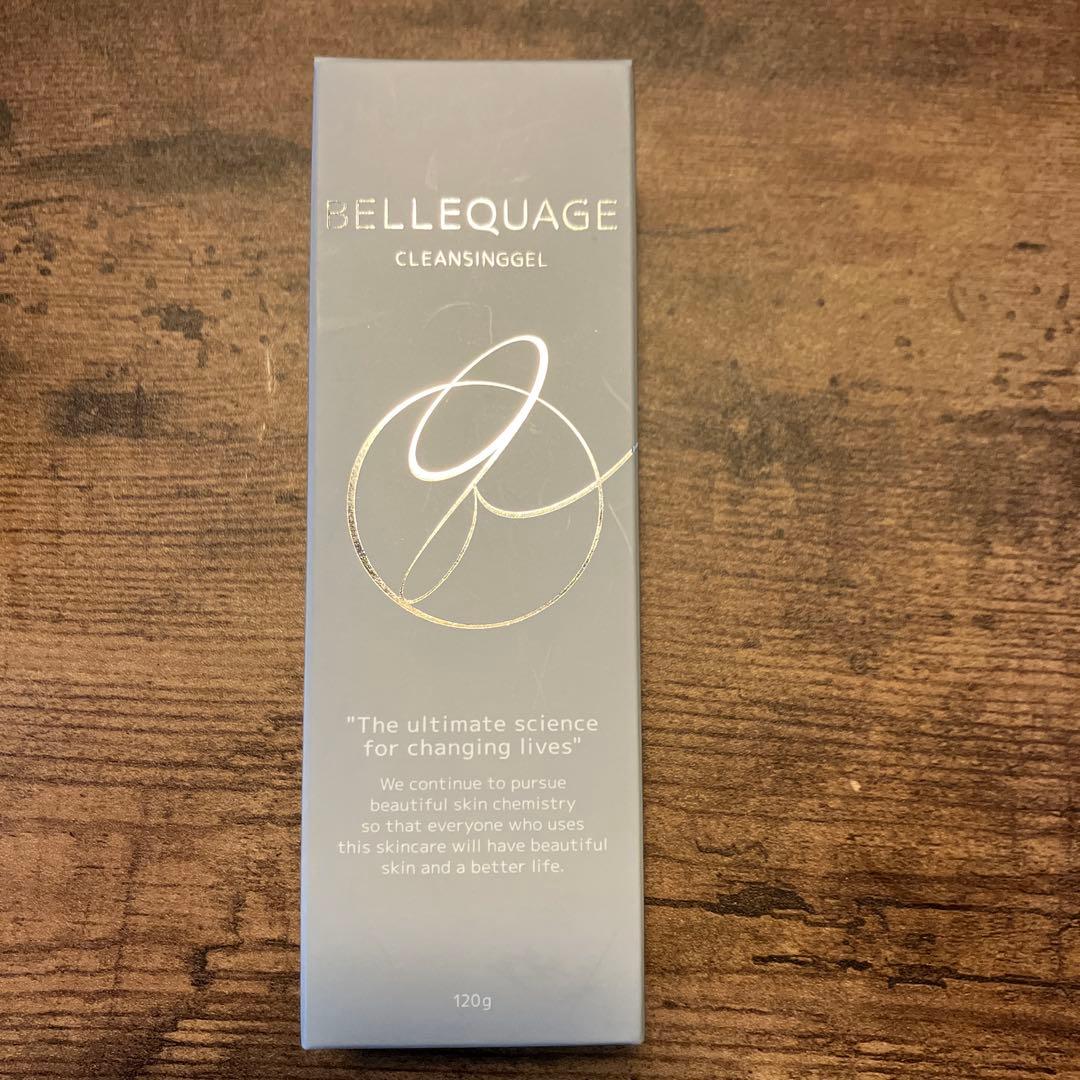 BELLEQUAGE
CLEANSINGGEL
"The ultimate science
for changing lives"
We continue to pursue
beautiful skin chemistry
so that everyone who uses
this skincare will have beautiful
skin and a better life.
120g